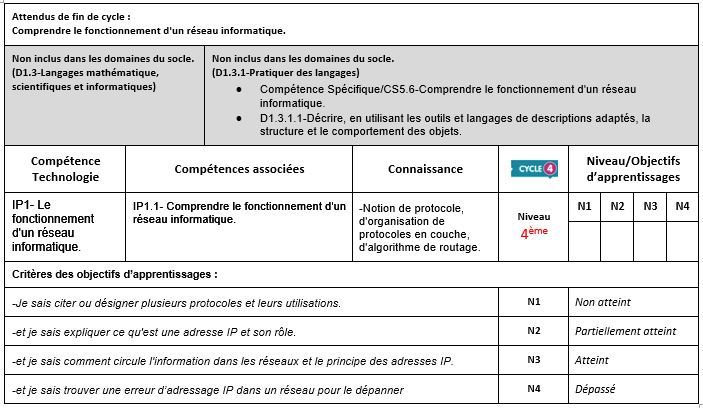 Attendus de fin de cycle :
Comprendre le fonctionnement d'un réseau informatique.
Non inclus dans les domaines du socle.
(D1.3-Langages mathématique,
scientifiques et informatiques)
Non inclus dans les domaines du socle.
(D1.3.1-Pratiquer des langages)
● Compétence Spécifique/CS5.6-Comprendre le fonctionnement d'un réseau
informatique.
● D1.3.1.1-Décrire, en utilisant les outils et langages de descriptions adaptés, la
structure et le comportement des objets.
Compétence
Technologie
Compétences associées
Connaissance
CYCLE 4
Niveau/Objectifs
d'apprentissages
IP1- Le
fonctionnement
d'un réseau
informatique.
IP1.1- Comprendre le fonctionnement d'un
réseau informatique.
-Notion de protocole,
d'organisation de
protocoles en couche,
d'algorithme de routage.
Niveau
4ème
N1 N2 N3 N4
Critères des objectifs d'apprentissages :
-Je sais citer ou désigner plusieurs protocoles et leurs utilisations. N1 Non atteint
-et je sais expliquer ce qu'est une adresse IP et son rôle. N2 Partiellement atteint
-et je sais comment circule l'information dans les réseaux et le principe des adresses IP. N3 Atteint
-et je sais trouver une erreur d'adressage IP dans un réseau pour le dépanner N4 Dépassé